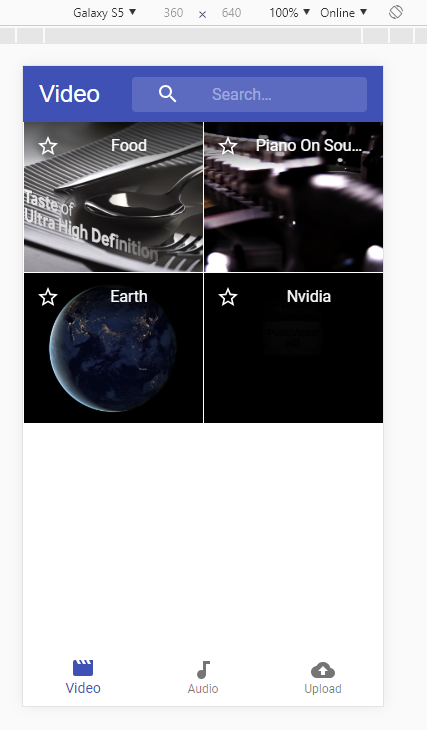 Galaxy S5 ▼ 360 × 640 100% ▼ Online ▼
Video Search…
Food Piano On Sou…
Taste of
Ultra High Definition
Earth Nvidia
Video Audio Upload